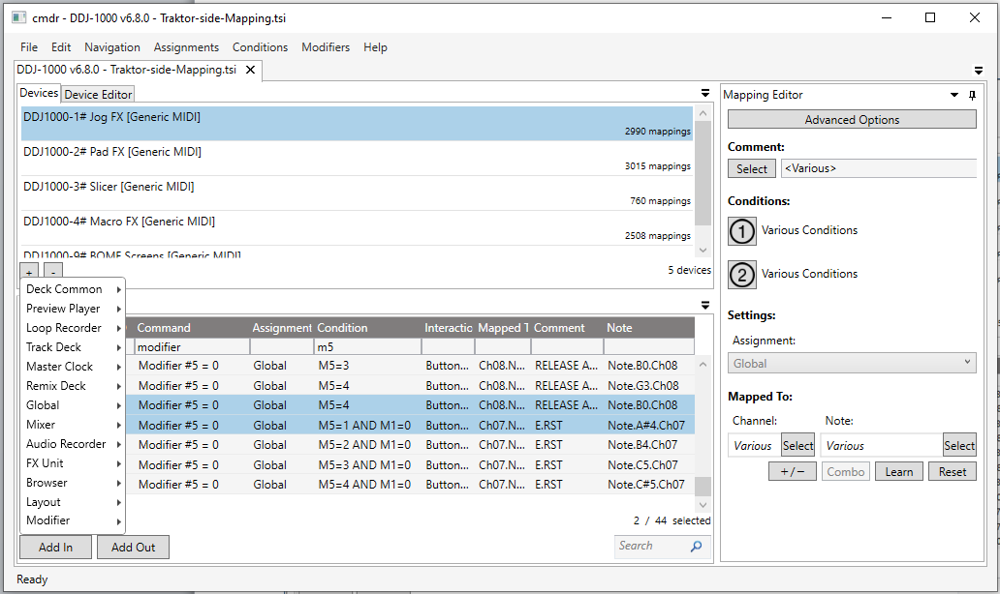 cmdr - DDJ-1000 v6.8.0 - Traktor-side-Mapping.tsi
File Edit Navigation Assignments Conditions Modifiers Help
DDJ-1000 v6.8.0 - Traktor-side-Mapping.tsi
Devices Device Editor
DDJ1000-1# Jog FX [Generic MIDI]
2990 mappings
DDJ1000-2# Pad FX [Generic MIDI]
3015 mappings
DDJ1000-3# Slicer [Generic MIDI]
760 mappings
DDJ1000-4# Macro FX [Generic MIDI]
2508 mappings
DDJ1000-9# BOME Screens [Generic MIDI]
+ -
5 devices
Deck Common
Preview Player
Loop Recorder
Track Deck
Master Clock
Remix Deck
Global
Mixer
Audio Recorder
FX Unit
Browser
Layout
Modifier
Command Assignment Condition Interactio Mapped T Comment Note
modifier m5
Modifier #5 = 0 Global M5=3 Button... Ch08.N... RELEASE A... Note.B0.Ch08
Modifier #5 = 0 Global M5=4 Button... Ch08.N... RELEASE A... Note.G3.Ch08
Modifier #5 = 0 Global M5=4 Button... Ch08.N... RELEASE A... Note.B0.Ch08
Modifier #5 = 0 Global M5=1 AND M1=0 Button... Ch07.N... E.RST Note.A#4.Ch07
Modifier #5 = 0 Global M5=2 AND M1=0 Button... Ch07.N... E.RST Note.B4.Ch07
Modifier #5 = 0 Global M5=3 AND M1=0 Button... Ch07.N... E.RST Note.C5.Ch07
Modifier #5 = 0 Global M5=4 AND M1=0 Button... Ch07.N... E.RST Note.C#5.Ch07
2 / 44 selected
Add In Add Out
Search
Mapping Editor
Advanced Options
Comment:
Select <Various>
Conditions:
1 Various Conditions
2 Various Conditions
Settings:
Assignment:
Global
Mapped To:
Channel: Note:
Various Select Various Select
+/− Combo Learn Reset
Ready